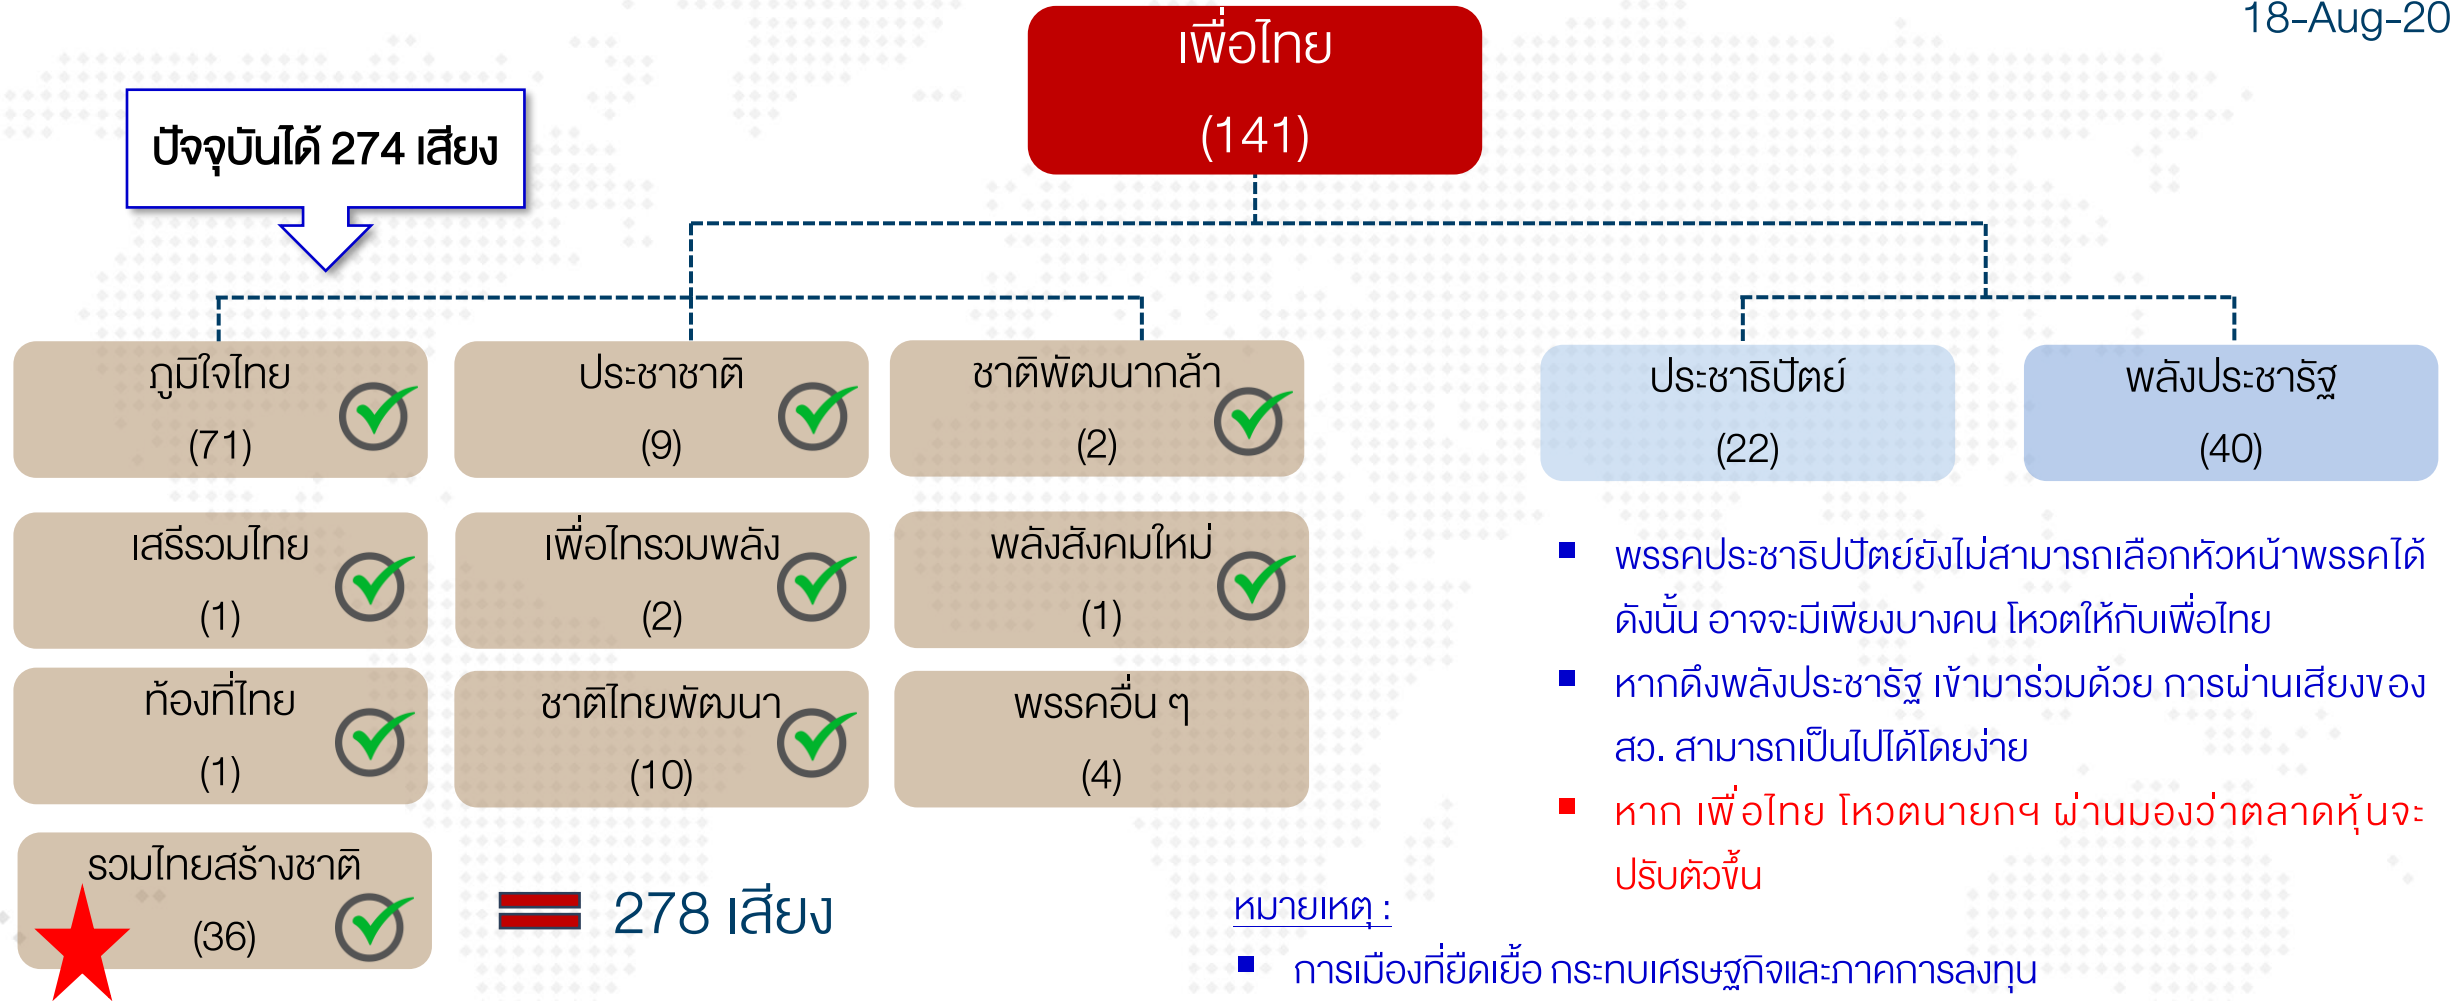 18-Aug-20
เพื่อไทย
(141)
ปัจจุบันได้ 274 เสียง
ภูมิใจไทย
(71)
ประชาชาติ
(9)
ชาติพัฒนากล้า
(2)
ประชาธิปัตย์
(22)
พลังประชารัฐ
(40)
เสรีรวมไทย
(1)
เพื่อไทรวมพลัง
(2)
พลังสังคมใหม่
(1)
ท้องที่ไทย
(1)
ชาติไทยพัฒนา
(10)
พรรคอื่น ๆ
(4)
รวมไทยสร้างชาติ
(36)
278 เสียง
พรรคประชาธิปปัตย์ยังไม่สามารถเลือกหัวหน้าพรรคได้
ดังนั้น อาจจะมีเพียงบางคน โหวตให้กับเพื่อไทย
หากดึงพลังประชารัฐ เข้ามาร่วมด้วย การผ่านเสียงของ
สว. สามารถเป็นไปได้โดยง่าย
หาก เพื่อไทย โหวตนายกฯ ผ่านมองว่าตลาดหุ้นจะ
ปรับตัวขึ้น
หมายเหตุ :
การเมืองที่ยืดเยื้อ กระทบเศรษฐกิจและภาคการลงทุน